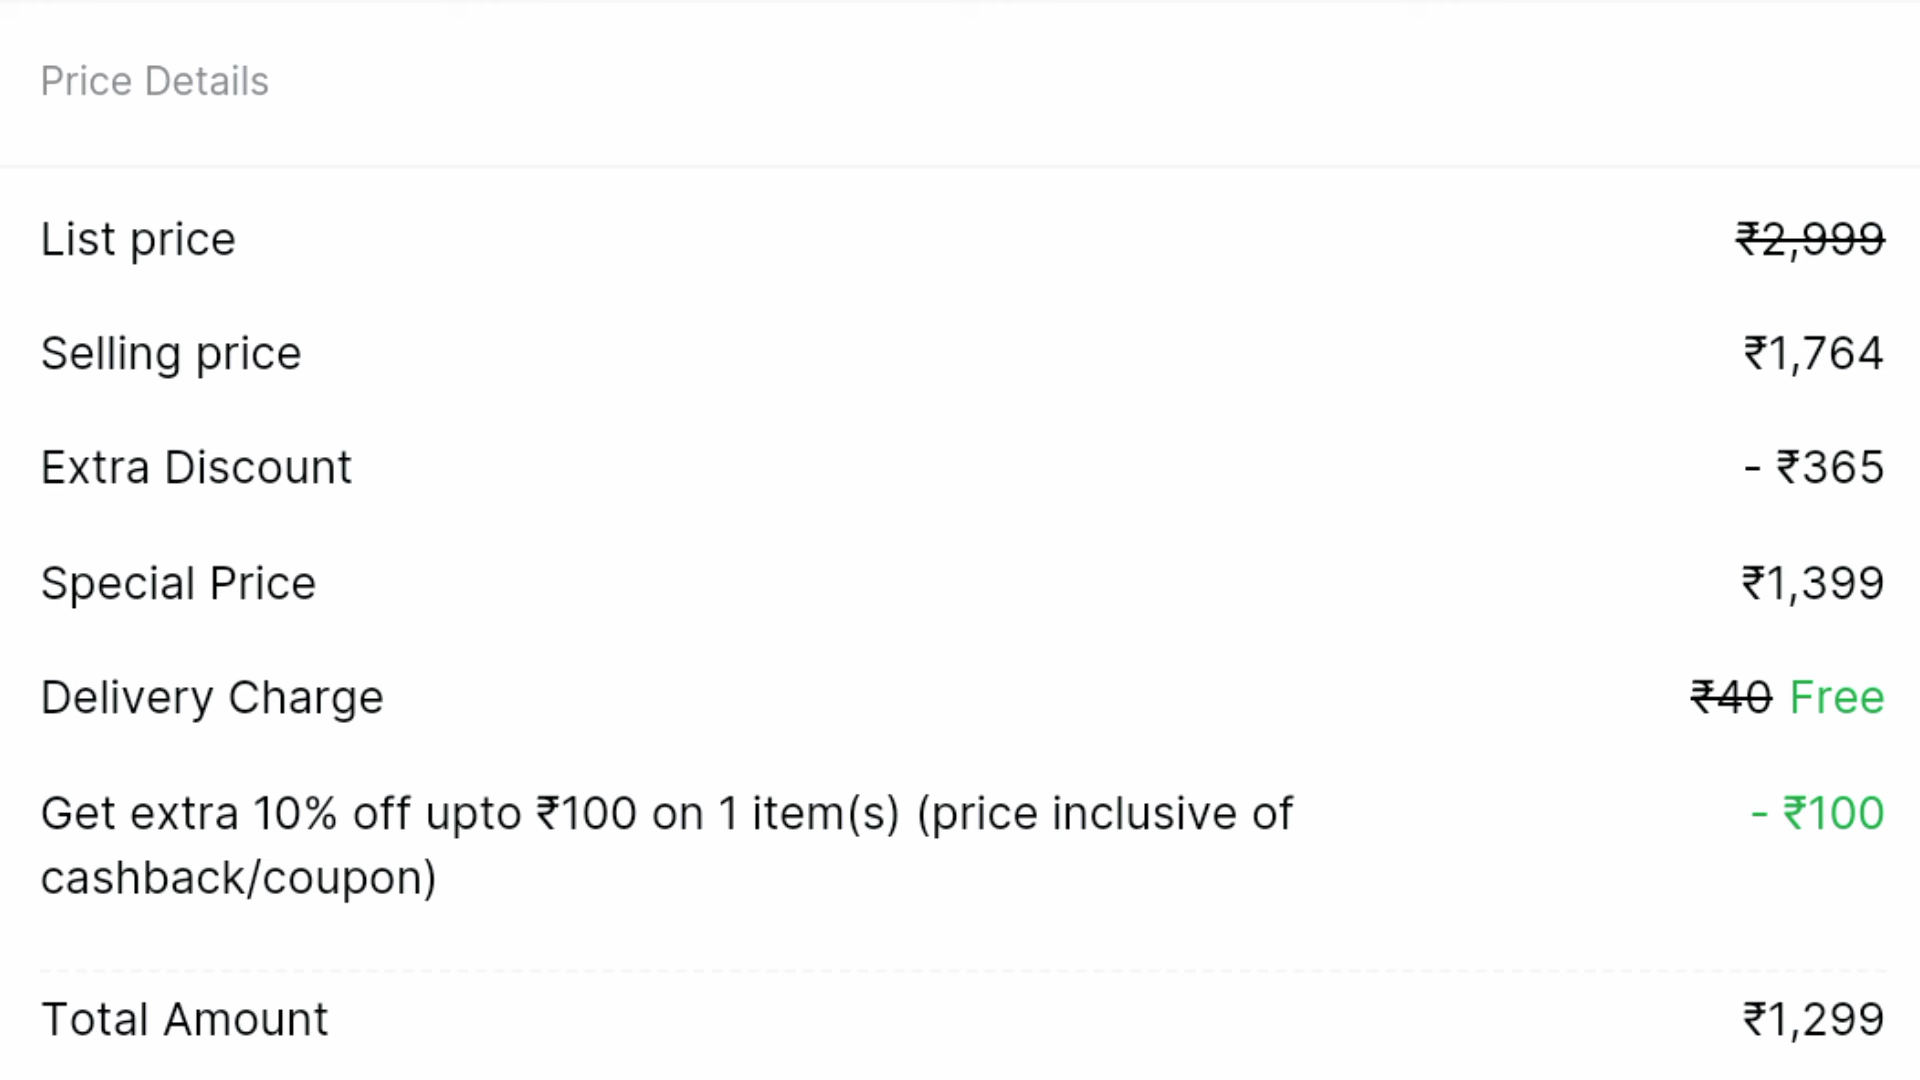 Price Details
List price ₹2,999
Selling price ₹1,764
Extra Discount - ₹365
Special Price ₹1,399
Delivery Charge ₹40 Free
Get extra 10% off upto ₹100 on 1 item(s) (price inclusive of - ₹100
cashback/coupon)
Total Amount ₹1,299